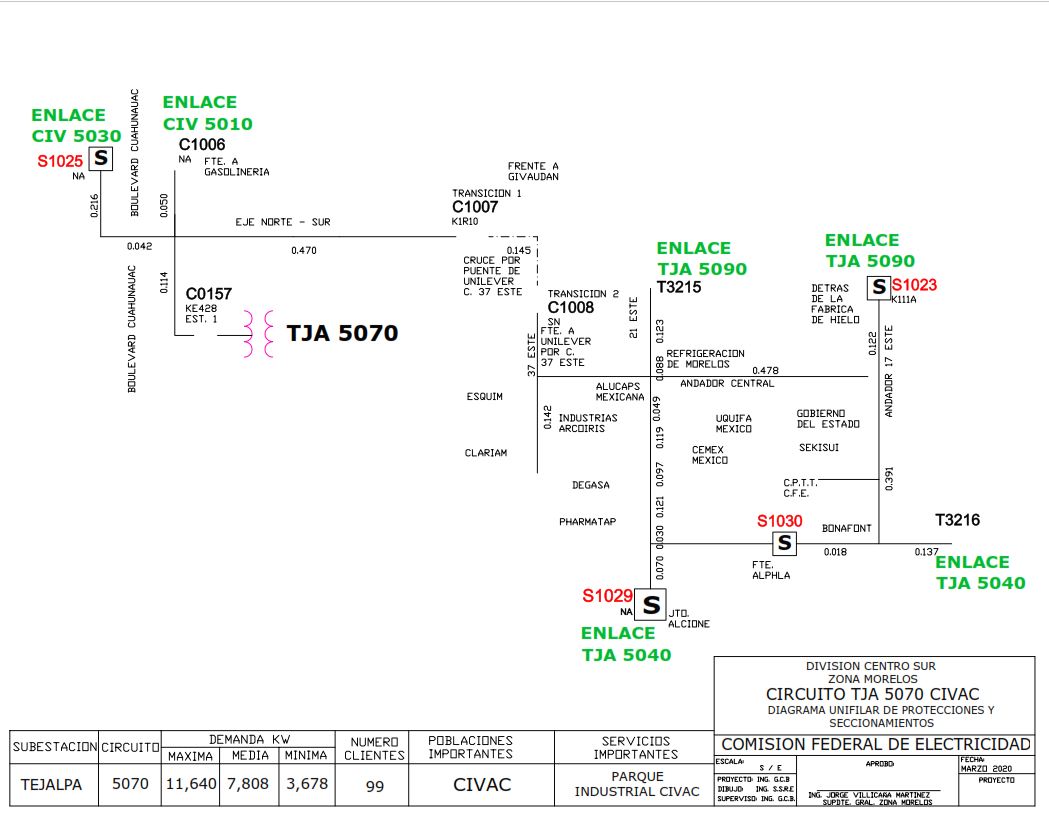 ENLACE
CIV 5030
S1025
S
NA
0.216
BOULEVARD CUAHUNAUAC
ENLACE
CIV 5010
C1006
NA
FTE. A
GASOLINERIA
0.050
EJE NORTE - SUR
0.042
0.470
0.114
BOULEVARD CUAHUNAUAC
C0157
KE428
EST. 1
TJA 5070
FRENTE A
GIVAUDAN
TRANSICION 1
C1007
K1R10
0.145
CRUCE POR
PUENTE DE
UNILEVER
C. 37 ESTE
TRANSICION 2
C1008
SN
FTE. A
UNILEVER
POR C.
37 ESTE
37 ESTE
21 ESTE
ENLACE
TJA 5090
T3215
0.123
0.088
REFRIGERACION
DE MORELOS
0.478
ANDADOR CENTRAL
ENLACE
TJA 5090
S
S1023
K111A
DETRAS
DE LA
FABRICA
DE HIELO
0.122
ANDADOR 17 ESTE
ESQUIM
ALUCAPS
MEXICANA
0.142
INDUSTRIAS
ARCOIRIS
0.049
0.119
UQUIFA
MEXICO
GOBIERNO
DEL ESTADO
CLARIAM
CEMEX
MEXICO
SEKISUI
0.097
DEGASA
C.P.T.T.
C.F.E.
0.391
0.121
PHARMATAP
0.030
S1030
S
BONAFONT
T3216
0.018
0.137
FTE.
ALPHLA
ENLACE
TJA 5040
0.070
S1029
NA
S
JTO.
ALCIONE
ENLACE
TJA 5040
DIVISION CENTRO SUR
ZONA MORELOS
CIRCUITO TJA 5070 CIVAC
DIAGRAMA UNIFILAR DE PROTECCIONES Y
SECCIONAMIENTOS
COMISION FEDERAL DE ELECTRICIDAD
ESCALA:
S / E
PROYECTO: ING. G.C.B
DIBUJO: ING. S.S.R.E
SUPERVISO: ING. G.C.B.
APROBO:
ING. JORGE VILLICAÑA MARTINEZ
SUPDTE. GRAL. ZONA MORELOS
FECHA:
MARZO 2020
PROYECTO
SUBESTACION
CIRCUITO
DEMANDA KW
MAXIMA
MEDIA
MINIMA
NUMERO
CLIENTES
POBLACIONES
IMPORTANTES
SERVICIOS
IMPORTANTES
TEJALPA
5070
11,640
7,808
3,678
99
CIVAC
PARQUE
INDUSTRIAL CIVAC